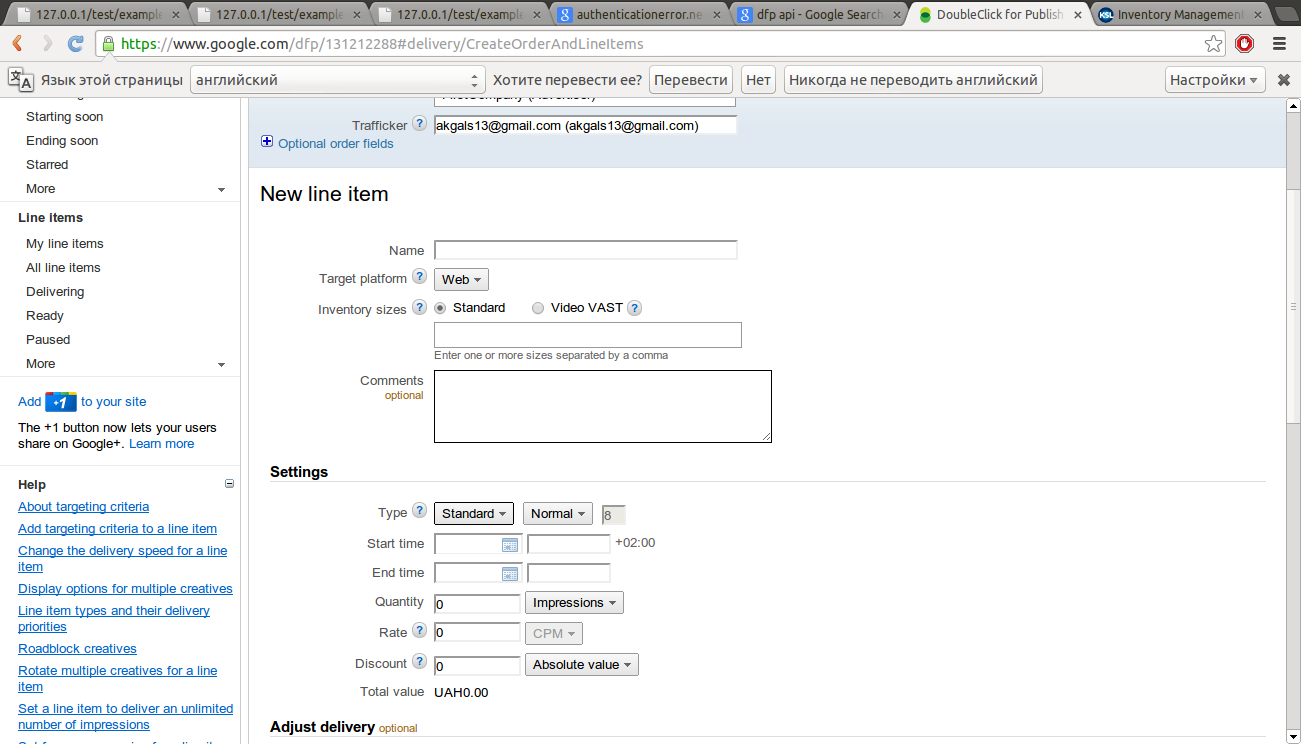 127.0.0.1/test/example
127.0.0.1/test/example
127.0.0.1/test/example
authenticationerror.ne
dfp api - Google Search
DoubleClick for Publish
KSL Inventory Management
https://www.google.com/dfp/131212288#delivery/CreateOrderAndLineItems
Язык этой страницы английский Хотите перевести ее? Перевести Нет Никогда не переводить английский Настройки
Starting soon
Ending soon
Starred
More
Line items
My line items
All line items
Delivering
Ready
Paused
More
Add +1 to your site
The +1 button now lets your users
share on Google+. Learn more
Help
About targeting criteria
Add targeting criteria to a line item
Change the delivery speed for a line
item
Display options for multiple creatives
Line item types and their delivery
priorities
Roadblock creatives
Rotate multiple creatives for a line
item
Set a line item to deliver an unlimited
number of impressions
Trafficker ? akgals13@gmail.com (akgals13@gmail.com)
Optional order fields
New line item
Name
Target platform ? Web
Inventory sizes ? Standard Video VAST ?
Enter one or more sizes separated by a comma
Comments
optional
Settings
Type ? Standard Normal 8
Start time +02:00
End time
Quantity 0 Impressions
Rate ? 0 CPM
Discount ? 0 Absolute value
Total value UAH0.00
Adjust delivery optional